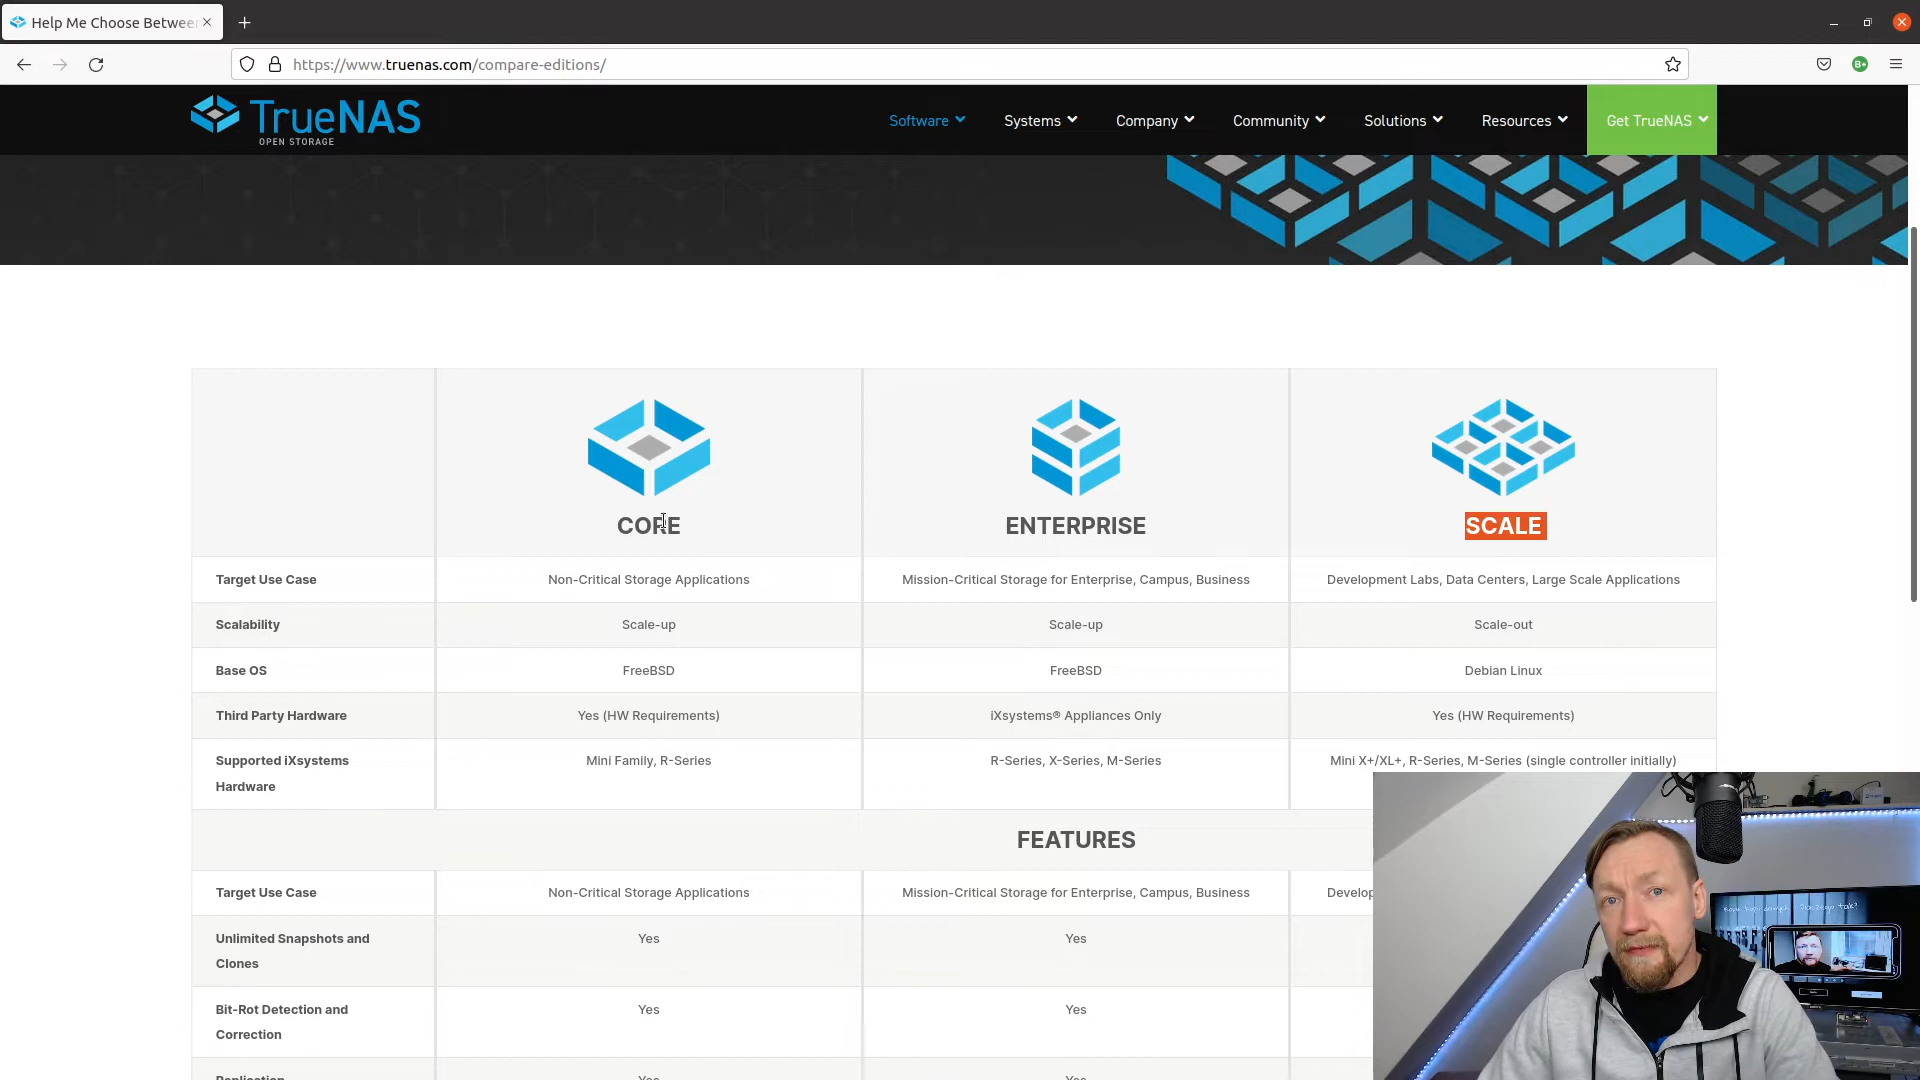 Help Me Choose Betwee
https://www.truenas.com/compare-editions/
B+
TrueNAS
OPEN STORAGE
Software Systems Company Community Solutions Resources Get TrueNAS
CORE ENTERPRISE SCALE
Target Use Case Non-Critical Storage Applications Mission-Critical Storage for Enterprise, Campus, Business Development Labs, Data Centers, Large Scale Applications
Scalability Scale-up Scale-up Scale-out
Base OS FreeBSD FreeBSD Debian Linux
Third Party Hardware Yes (HW Requirements) iXsystems® Appliances Only Yes (HW Requirements)
Supported iXsystems Mini Family, R-Series R-Series, X-Series, M-Series Mini X+/XL+, R-Series, M-Series (single controller initially)
Hardware
FEATURES
Target Use Case Non-Critical Storage Applications Mission-Critical Storage for Enterprise, Campus, Business Develop
Unlimited Snapshots and Yes Yes
Clones
Bit-Rot Detection and Yes Yes
Correction
Replication Yes Yes